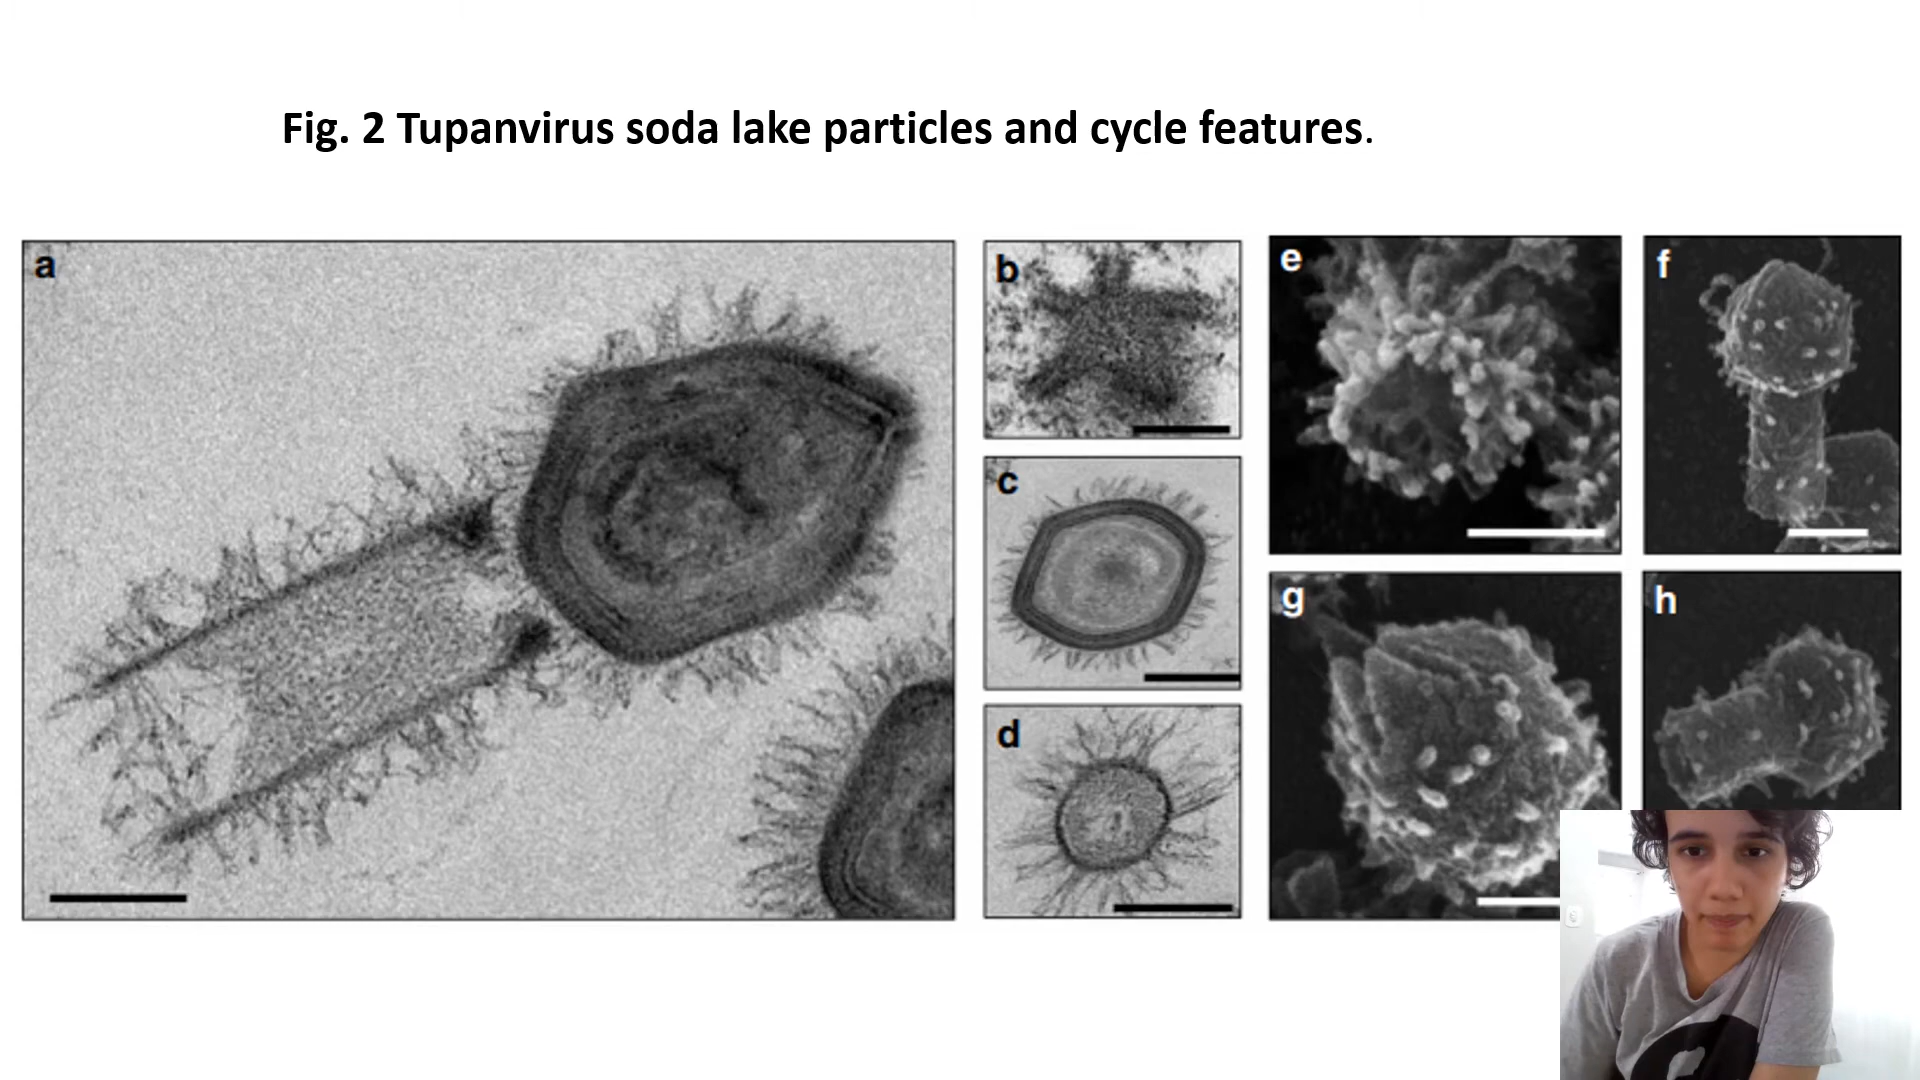 Fig. 2 Tupanvirus soda lake particles and cycle features.
a
b
c
d
e
f
g
h